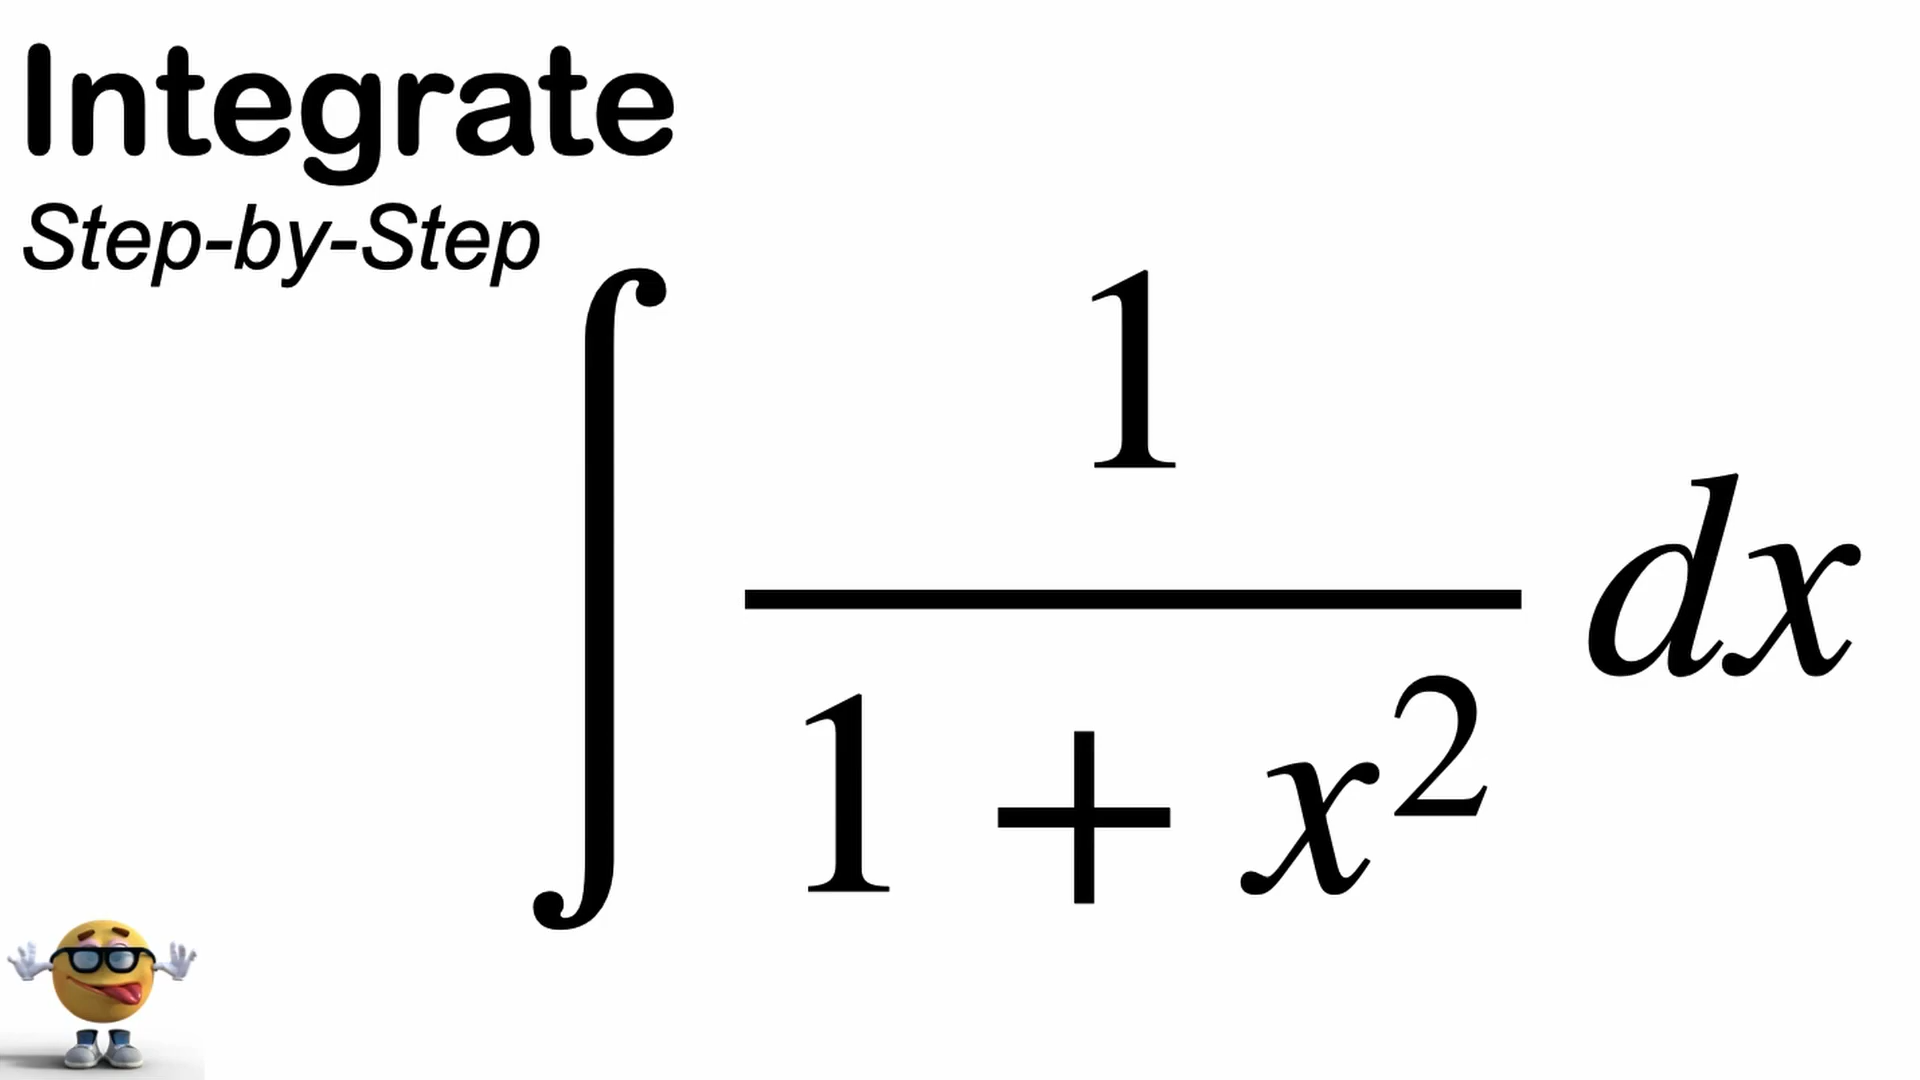 Integrate
Step-by-Step
∫ 1/(1 + x²) dx